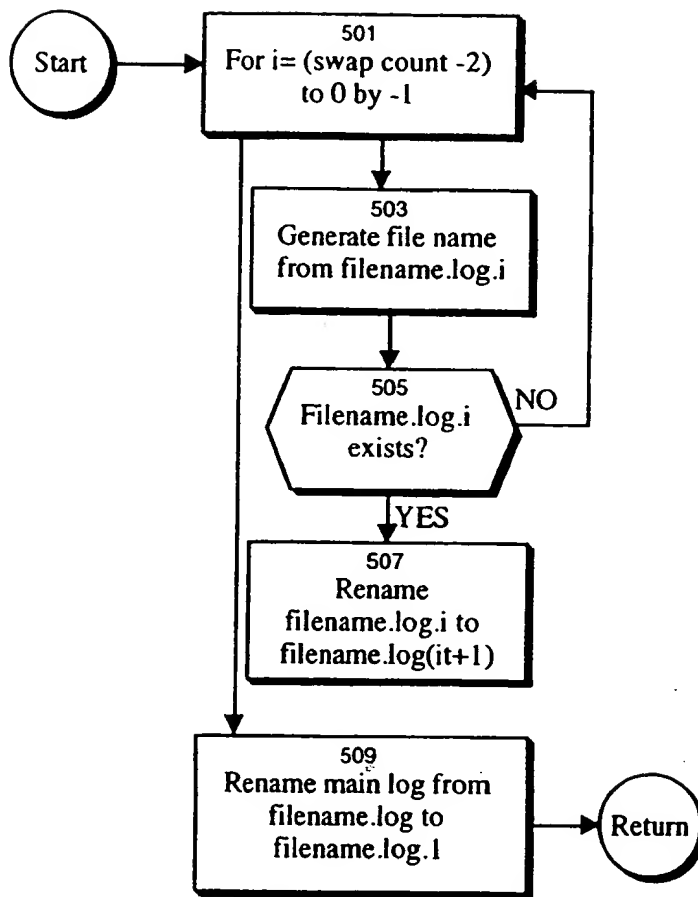 Start
501
For i= (swap count -2)
to 0 by -1
503
Generate file name
from filename.log.i
505
Filename.log.i
exists?
NO
YES
507
Rename
filename.log.i to
filename.log(it+1)
509
Rename main log from
filename.log to
filename.log.1
Return